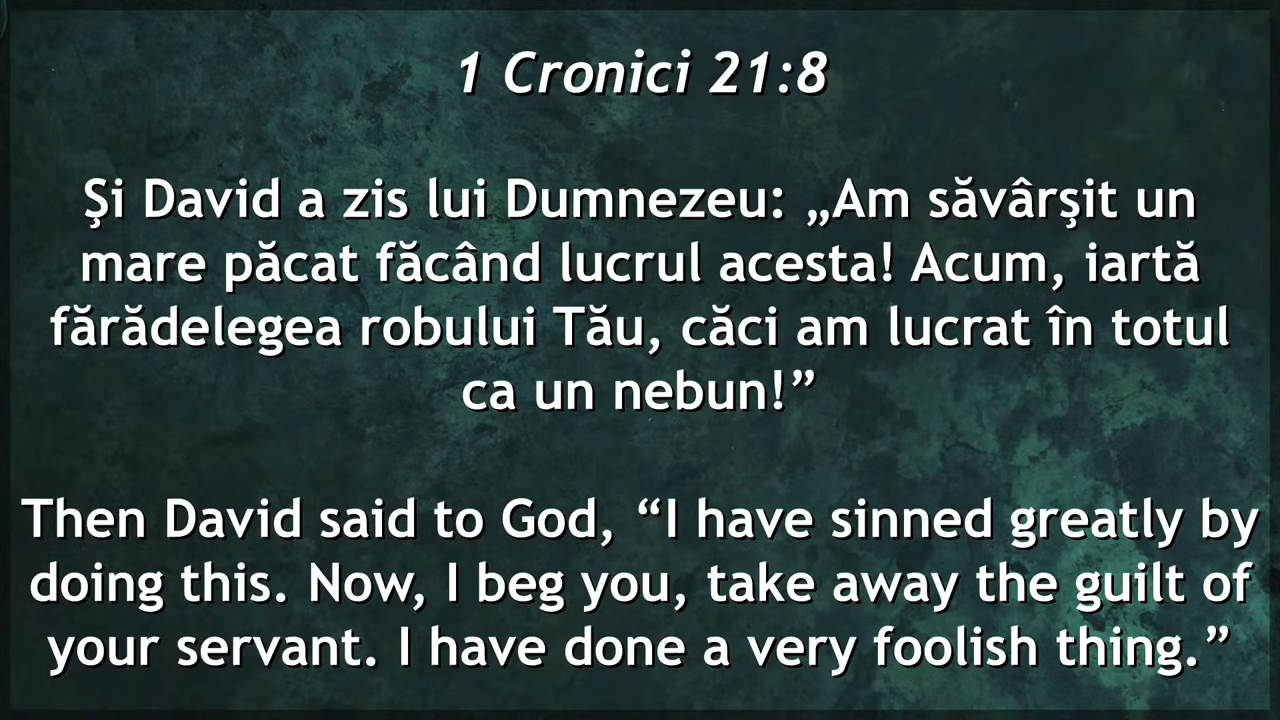 1 Cronici 21:8
Şi David a zis lui Dumnezeu: „Am săvârşit un
mare păcat făcând lucrul acesta! Acum, iartă
fărădelegea robului Tău, căci am lucrat în totul
ca un nebun!”
Then David said to God, “I have sinned greatly by
doing this. Now, I beg you, take away the guilt of
your servant. I have done a very foolish thing.”